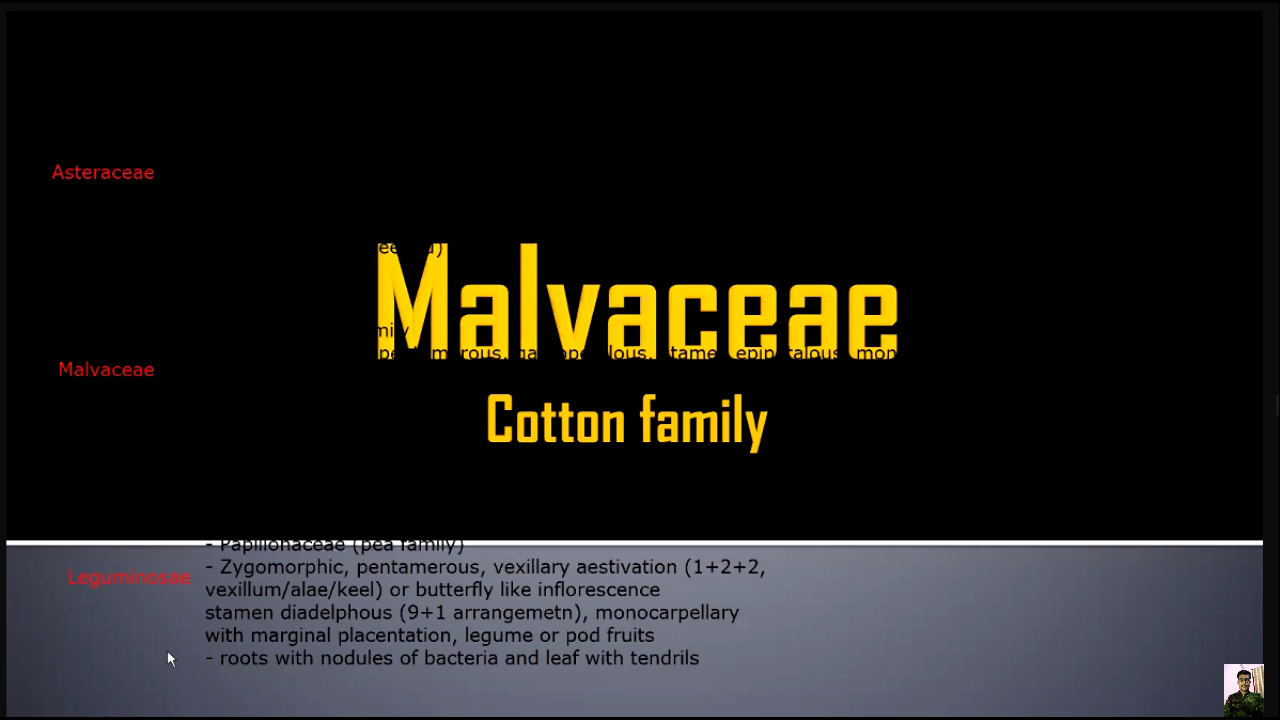 Asteraceae
Malvaceae
Malvaceae
Cotton family
- Papilionaceae (pea family)
Leguminosae
- Zygomorphic, pentamerous, vexillary aestivation (1+2+2,
vexillum/alae/keel) or butterfly like inflorescence
stamen diadelphous (9+1 arrangemetn), monocarpellary
with marginal placentation, legume or pod fruits
- roots with nodules of bacteria and leaf with tendrils